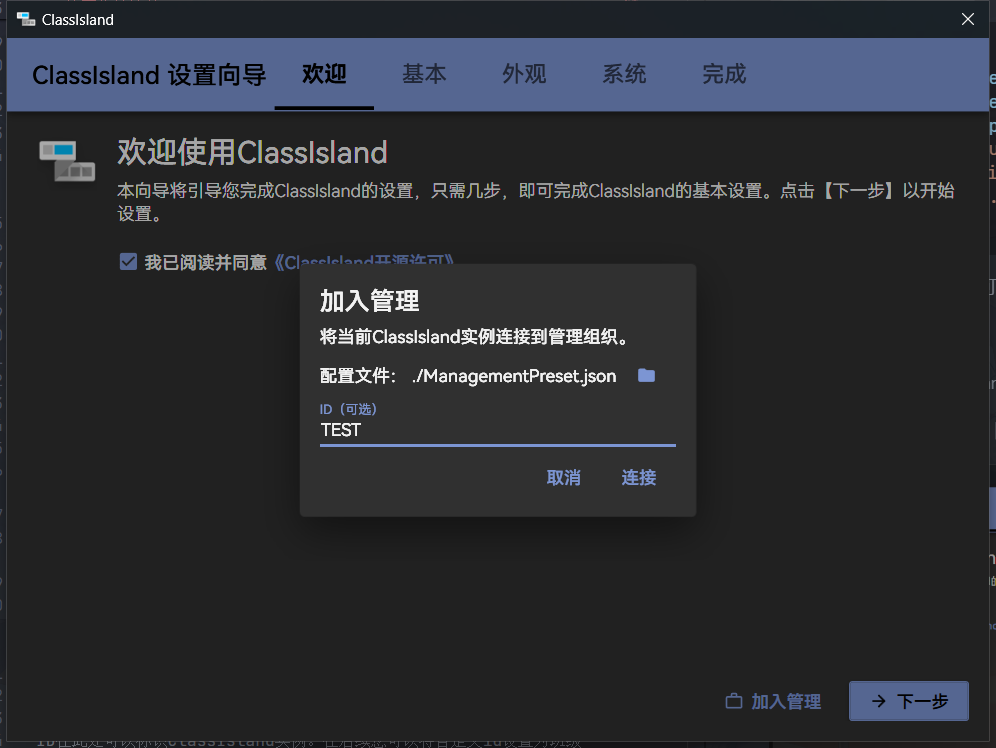 ClassIsland
ClassIsland 设置向导 欢迎 基本 外观 系统 完成
欢迎使用ClassIsland
本向导将引导您完成ClassIsland的设置，只需几步，即可完成ClassIsland的基本设置。点击【下一步】以开始
设置。
我已阅读并同意《ClassIsland开源许可》
加入管理
将当前ClassIsland实例连接到管理组织。
配置文件： ./ManagementPreset.json
ID（可选）
TEST
取消 连接
加入管理 下一步